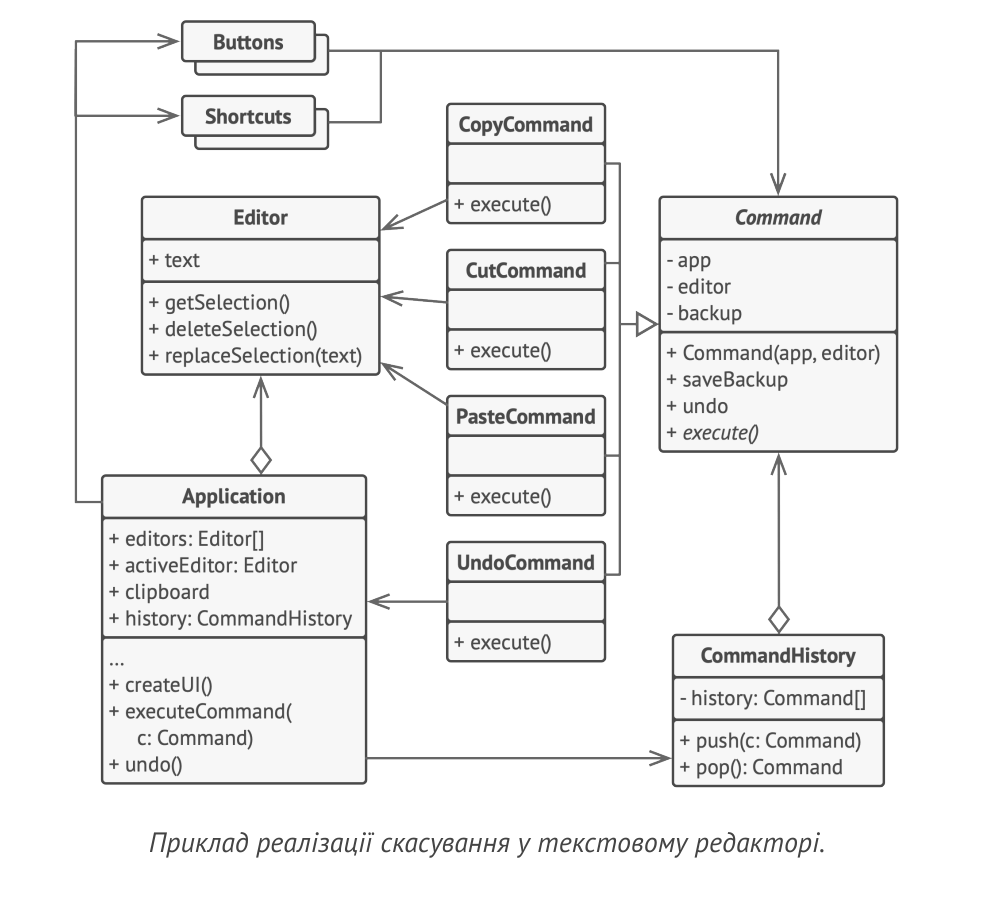 Buttons
Shortcuts
CopyCommand
+ execute()
Editor
+ text
+ getSelection()
+ deleteSelection()
+ replaceSelection(text)
CutCommand
+ execute()
Command
- app
- editor
- backup
+ Command(app, editor)
+ saveBackup
+ undo
+ execute()
PasteCommand
+ execute()
Application
+ editors: Editor[]
+ activeEditor: Editor
+ clipboard
+ history: CommandHistory
...
+ createUI()
+ executeCommand(
c: Command)
+ undo()
UndoCommand
+ execute()
CommandHistory
- history: Command[]
+ push(c: Command)
+ pop(): Command
Приклад реалізації скасування у текстовому редакторі.